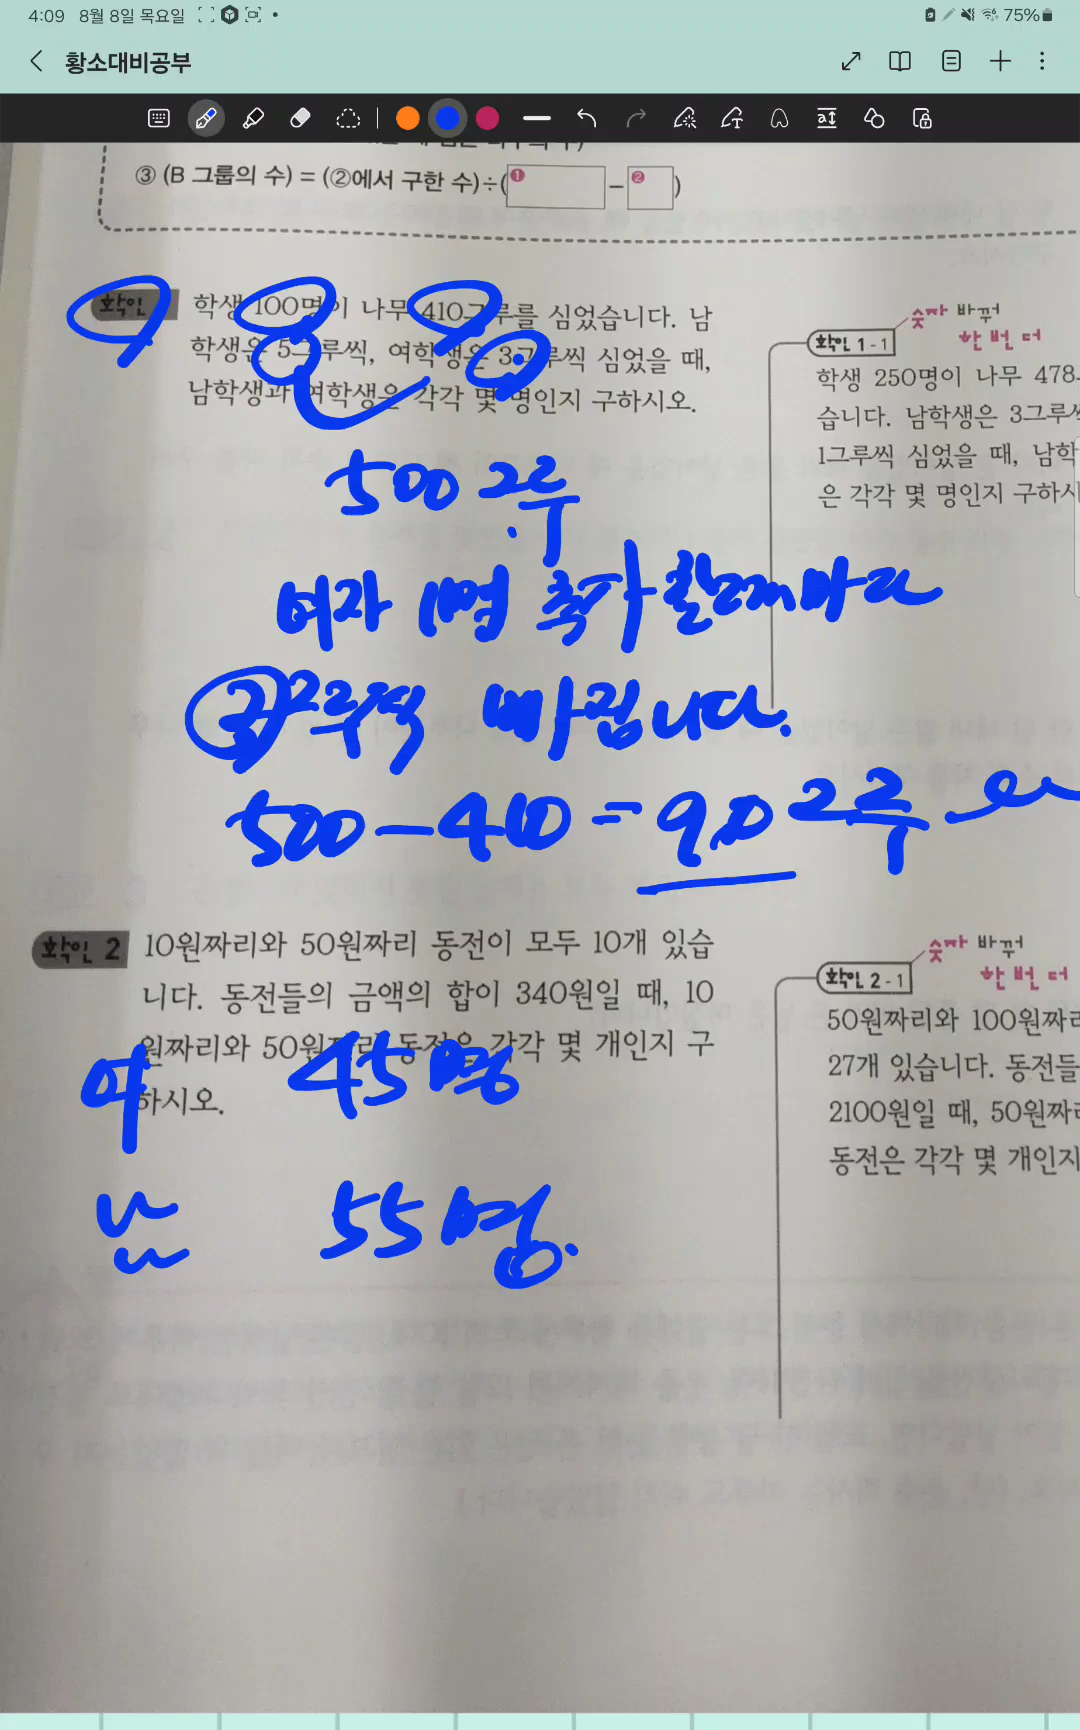 4:09 8월 8일 목요일 75%
황소대비공부
③ (B 그룹의 수) = (②에서 구한 수)÷(❶ − ❷)
확인 학생 100명이 나무 410그루를 심었습니다. 남
학생은 5그루씩, 여학생은 3그루씩 심었을 때,
남학생과 여학생은 각각 몇 명인지 구하시오.
숫자 바꿔
한 번 더
확인 1-1
학생 250명이 나무 478
습니다. 남학생은 3그루
1그루씩 심었을 때, 남학
은 각각 몇 명인지 구하시
500그루
여자 1명 추가 할때마다
2그루씩 빠집니다.
500-410=90그루
확인 2 10원짜리와 50원짜리 동전이 모두 10개 있습
니다. 동전들의 금액의 합이 340원일 때, 10
원짜리와 50원짜리 동전은 각각 몇 개인지 구
하시오.
여 45명
남 55명.
숫자 바꿔
한 번 더
확인 2-1
50원짜리와 100원짜리
27개 있습니다. 동전들
2100원일 때, 50원짜
동전은 각각 몇 개인지